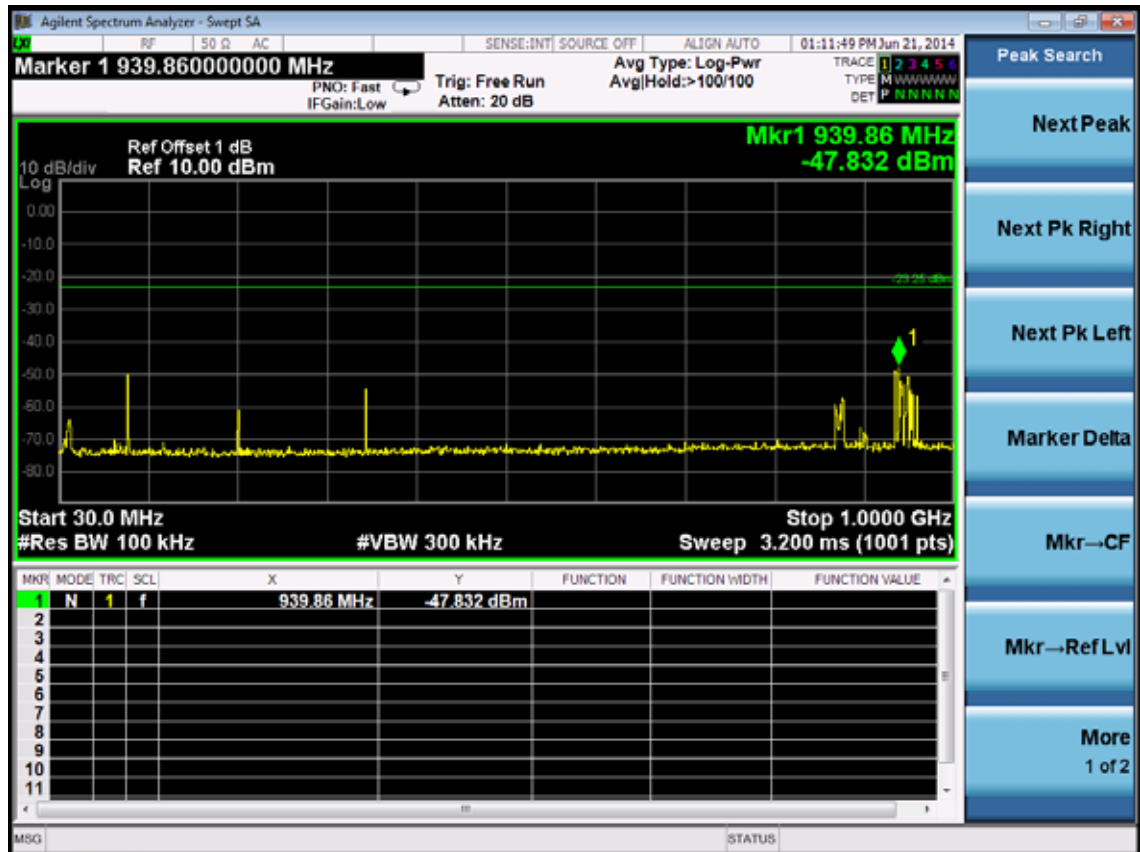 Agilent Spectrum Analyzer - Swept SA
LXI RF 50 Ω AC SENSE:INT SOURCE OFF ALIGN AUTO 01:11:49 PM Jun 21, 2014
Marker 1 939.860000000 MHz
PNO: Fast
IFGain:Low
Trig: Free Run
Atten: 20 dB
Avg Type: Log-Pwr
Avg|Hold:>100/100
TRACE 1 2 3 4 5 6
TYPE M WWWWW
DET P N N N N N
Mkr1 939.86 MHz
-47.832 dBm
Ref Offset 1 dB
10 dB/div Ref 10.00 dBm
Log
0.00
-10.0
-20.0
-23.25 dBm
-30.0
-40.0
1
-50.0
-60.0
-70.0
-80.0
Start 30.0 MHz Stop 1.0000 GHz
#Res BW 100 kHz #VBW 300 kHz Sweep 3.200 ms (1001 pts)
MKR MODE TRC SCL X Y FUNCTION FUNCTION WIDTH FUNCTION VALUE
1 N 1 f 939.86 MHz -47.832 dBm
2
3
4
5
6
7
8
9
10
11
MSG STATUS
Peak Search
Next Peak
Next Pk Right
Next Pk Left
Marker Delta
Mkr→CF
Mkr→Ref Lvl
More
1 of 2